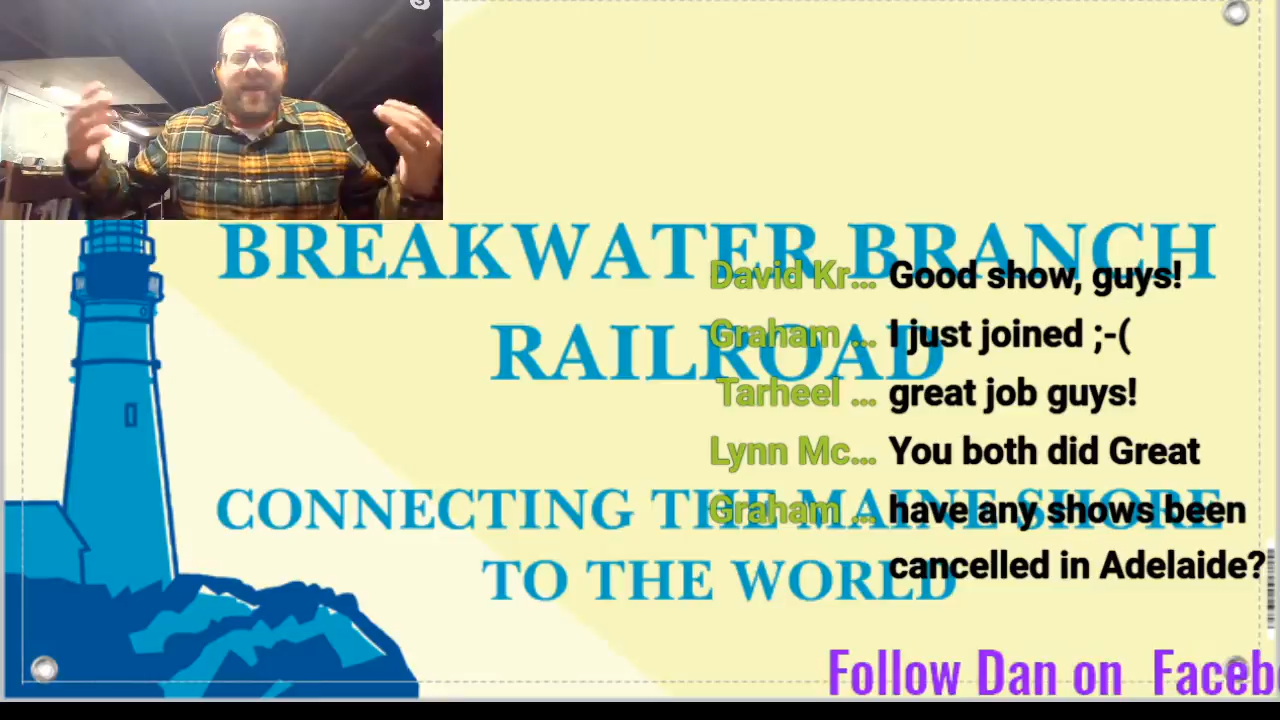 S
BREAKWATER BRANCH
RAILROAD
CONNECTING THE MAINE SHORE
TO THE WORLD
David Kr... Good show, guys!
Graham ... I just joined ;-(
Tarheel ... great job guys!
Lynn Mc... You both did Great
Graham ... have any shows been
cancelled in Adelaide?
Follow Dan on Faceb